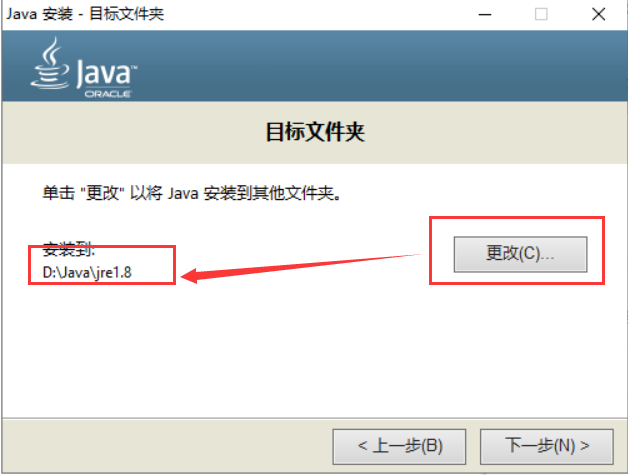 Java 安装 - 目标文件夹
Java™
ORACLE
目标文件夹
单击 "更改" 以将 Java 安装到其他文件夹。
安装到:
D:\Java\jre1.8
更改(C)...
< 上一步(B)
下一步(N) >